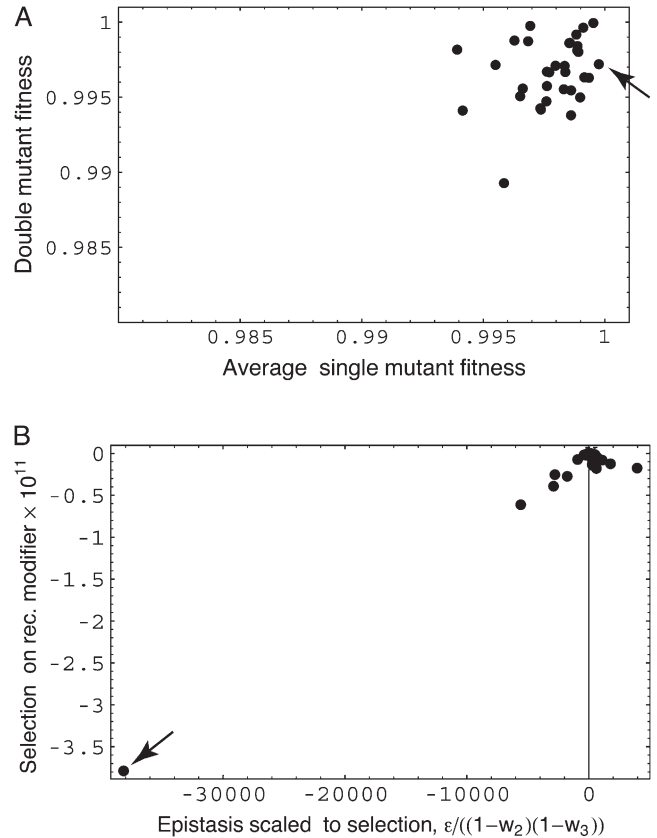 A
1
0.995
0.99
0.985
Double mutant fitness
0.985 0.99 0.995 1
Average single mutant fitness
B
0
-0.5
-1
-1.5
-2
-2.5
-3
-3.5
Selection on rec. modifier × 10¹¹
-30000 -20000 -10000 0
Epistasis scaled to selection, ε/((1−w₂)(1−w₃))